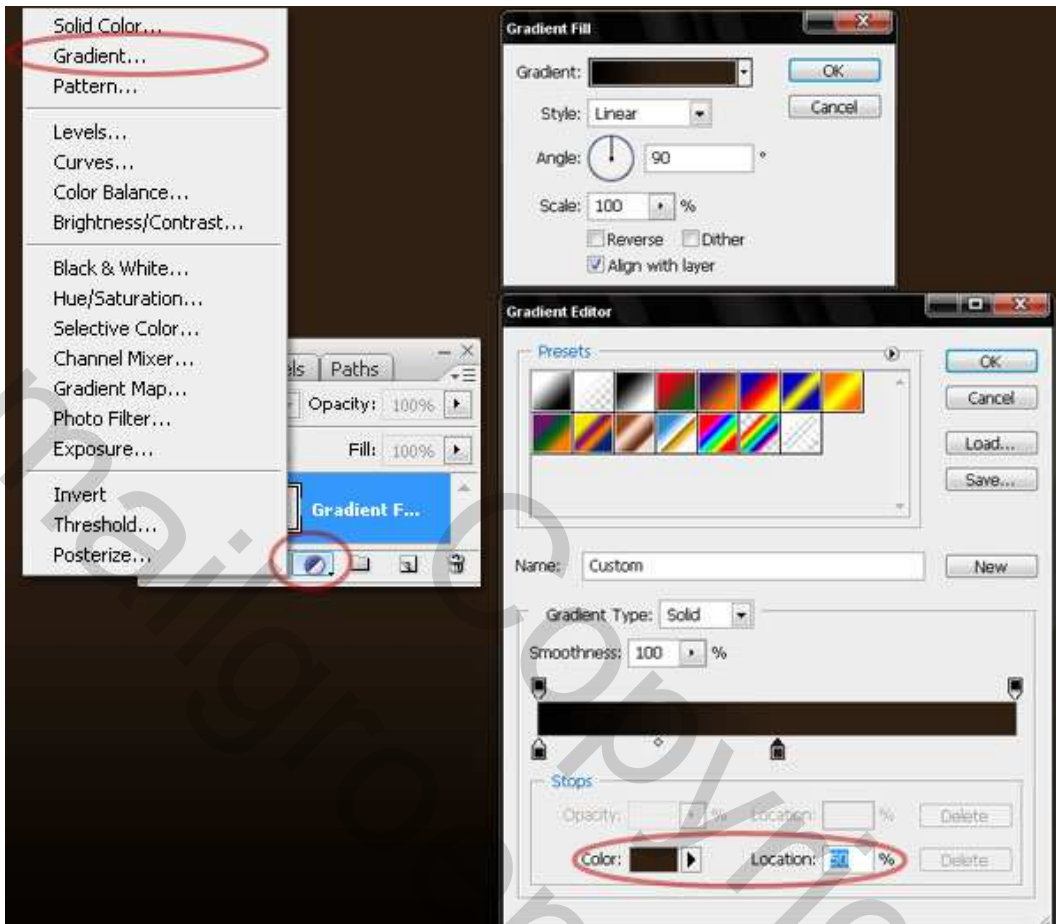 Solid Color...
Gradient...
Pattern...
Levels...
Curves...
Color Balance...
Brightness/Contrast...
Black & White...
Hue/Saturation...
Selective Color...
Channel Mixer...
Gradient Map...
Photo Filter...
Exposure...
Invert
Threshold...
Posterize...
els Paths
Opacity: 100%
Fill: 100%
Gradient F...
Gradient Fill
Gradient: OK
Style: Linear Cancel
Angle: 90 °
Scale: 100 %
Reverse Dither
Align with layer
Gradient Editor
Presets
OK
Cancel
Load...
Save...
Name: Custom New
Gradient Type: Solid
Smoothness: 100 %
Stops
Opacity: % Location: % Delete
Color: Location: 50 % Delete